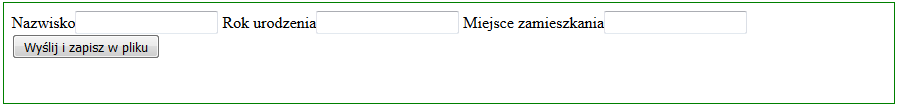 Nazwisko Rok urodzenia Miejsce zamieszkania
Wyślij i zapisz w pliku